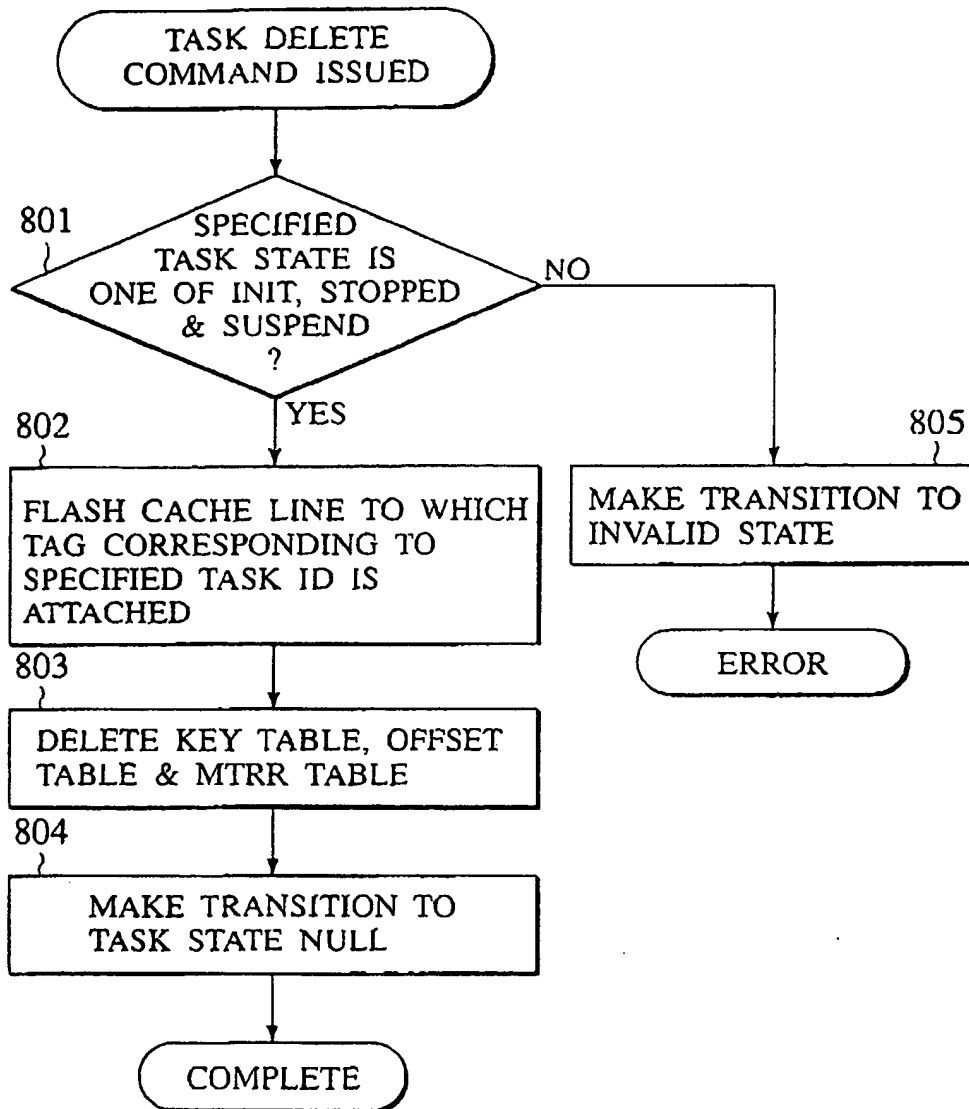 TASK DELETE
COMMAND ISSUED
801
SPECIFIED
TASK STATE IS
ONE OF INIT, STOPPED
& SUSPEND
?
NO
YES
802
FLASH CACHE LINE TO WHICH
TAG CORRESPONDING TO
SPECIFIED TASK ID IS
ATTACHED
805
MAKE TRANSITION TO
INVALID STATE
ERROR
803
DELETE KEY TABLE, OFFSET
TABLE & MTRR TABLE
804
MAKE TRANSITION TO
TASK STATE NULL
COMPLETE